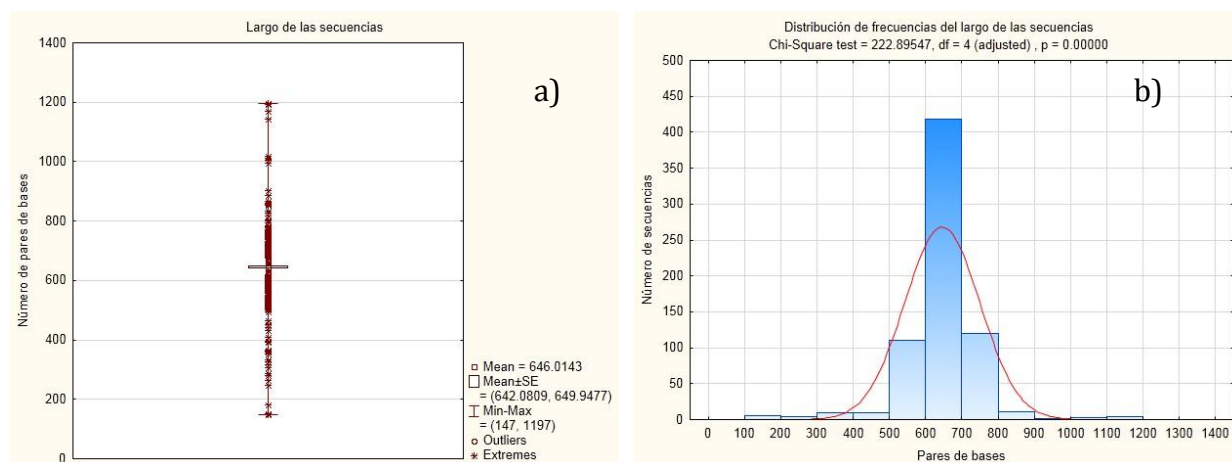 Largo de las secuencias
a)
Número de pares de bases
1400
1200
1000
800
600
400
200
0
Mean = 646.0143
Mean±SE
= (642.0809, 649.9477)
Min-Max
= (147, 1197)
Outliers
Extremes
Distribución de frecuencias del largo de las secuencias
Chi-Square test = 222.89547, df = 4 (adjusted) , p = 0.00000
b)
Número de secuencias
500
450
400
350
300
250
200
150
100
50
0
0 100 200 300 400 500 600 700 800 900 1000 1100 1200 1300 1400
Pares de bases